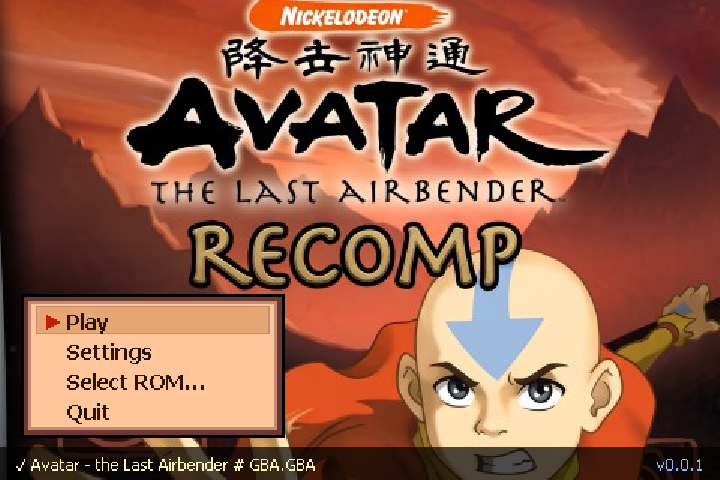 NICKELODEON
降去神通
AVATAR
THE LAST AIRBENDER
RECOMP
Play
Settings
Select ROM...
Quit
√ Avatar - the Last Airbender # GBA.GBA
v0.0.1